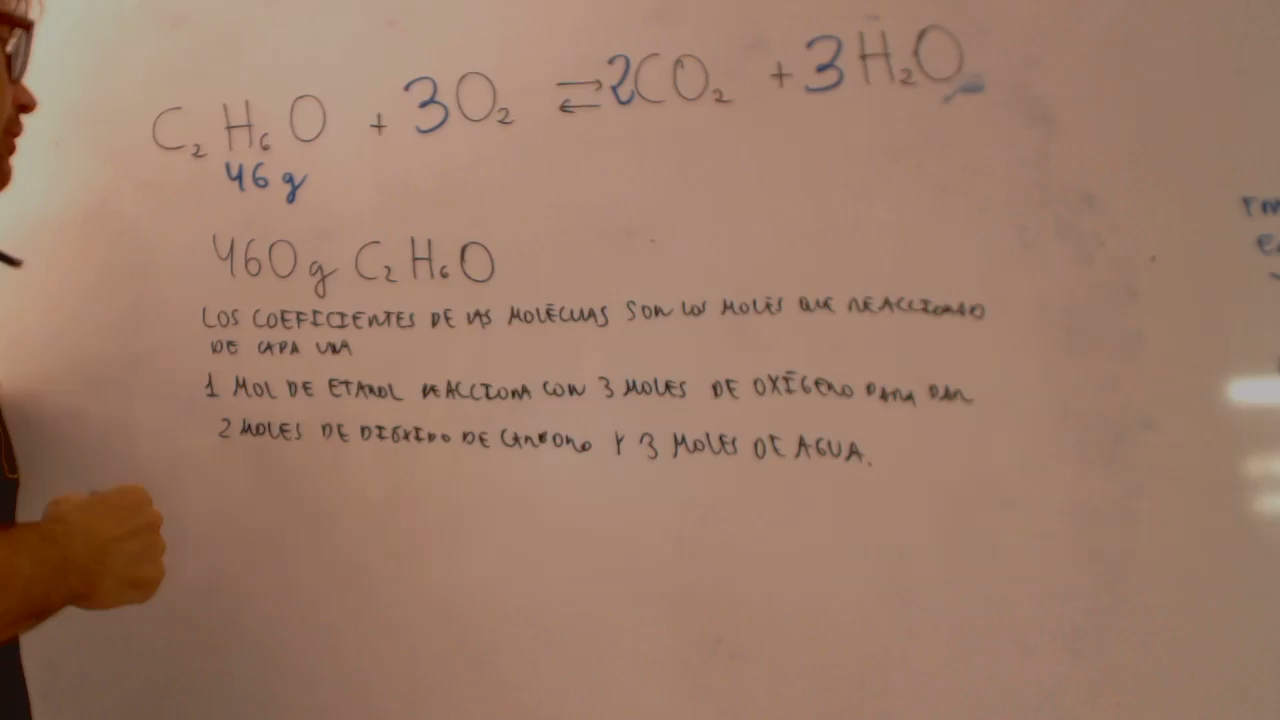 C₂H₆O + 3O₂ ⇄ 2CO₂ + 3H₂O
46 g
460 g C₂H₆O
LOS COEFICIENTES DE LAS MOLÉCULAS SON LOS MOLES QUE REACCIONAN
DE CADA UNA
1 MOL DE ETANOL REACCIONA CON 3 MOLES DE OXÍGENO PARA DAR
2 MOLES DE DIÓXIDO DE CARBONO Y 3 MOLES DE AGUA.